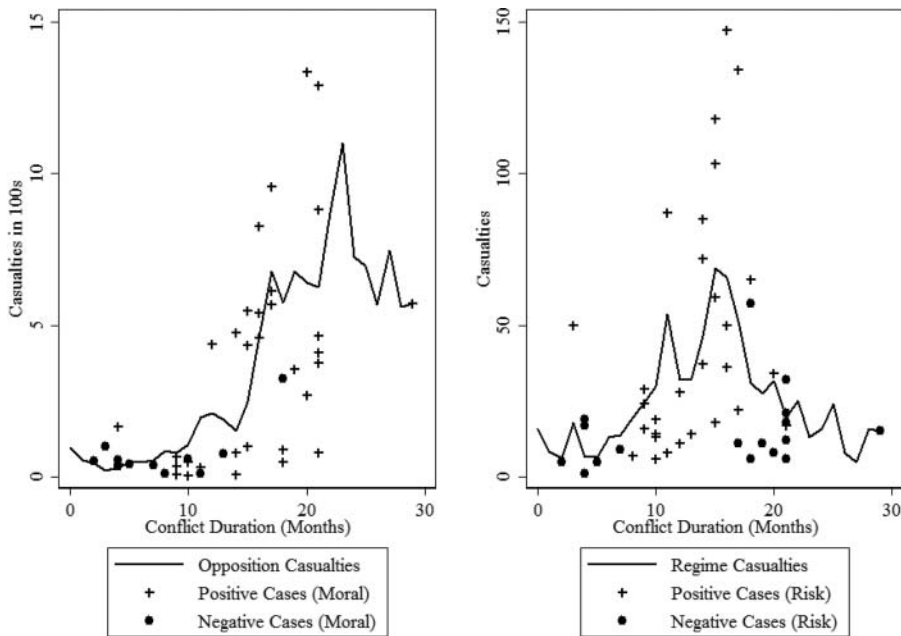 15
10
5
0
Casualties in 100s
0
10
20
30
Conflict Duration (Months)
Opposition Casualties
Positive Cases (Moral)
Negative Cases (Moral)
150
100
50
0
Casualties
0
10
20
30
Conflict Duration (Months)
Regime Casualties
Positive Cases (Risk)
Negative Cases (Risk)